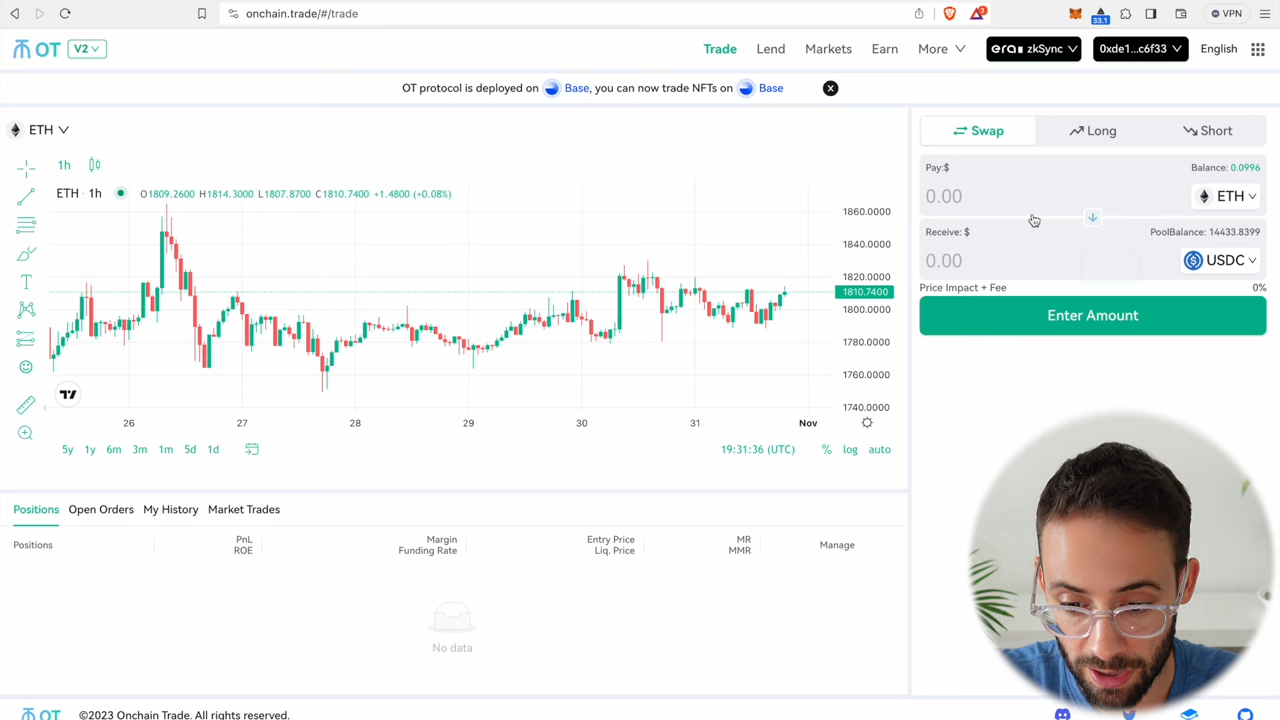 onchain.trade/#/trade
3
33.1
VPN
OT
V2
Trade
Lend
Markets
Earn
More
era zkSync
0xde1...c6f33
English
OT protocol is deployed on Base, you can now trade NFTs on Base
ETH
1h
ETH · 1h O1809.2600 H1814.3000 L1807.8700 C1810.7400 +1.4800 (+0.08%)
1860.0000
1840.0000
1820.0000
1810.7400
1800.0000
1780.0000
1760.0000
1740.0000
26 27 28 29 30 31 Nov
5y 1y 6m 3m 1m 5d 1d
19:31:36 (UTC) % log auto
Swap
Long
Short
Pay:$
Balance: 0.0996
0.00
ETH
Receive: $
PoolBalance: 14433.8399
0.00
USDC
Price Impact + Fee
0%
Enter Amount
Positions Open Orders My History Market Trades
Positions
PnL
ROE
Margin
Funding Rate
Entry Price
Liq. Price
MR
MMR
Manage
No data
OT
©2023 Onchain Trade. All rights reserved.